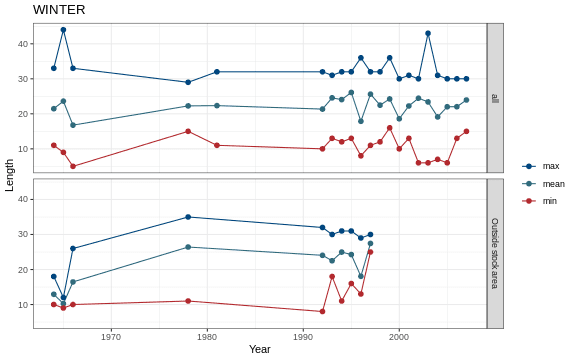 WINTER
40
30
20
10
all
40
30
20
10
Outside stock area
Length
1970
1980
1990
2000
Year
max
mean
min